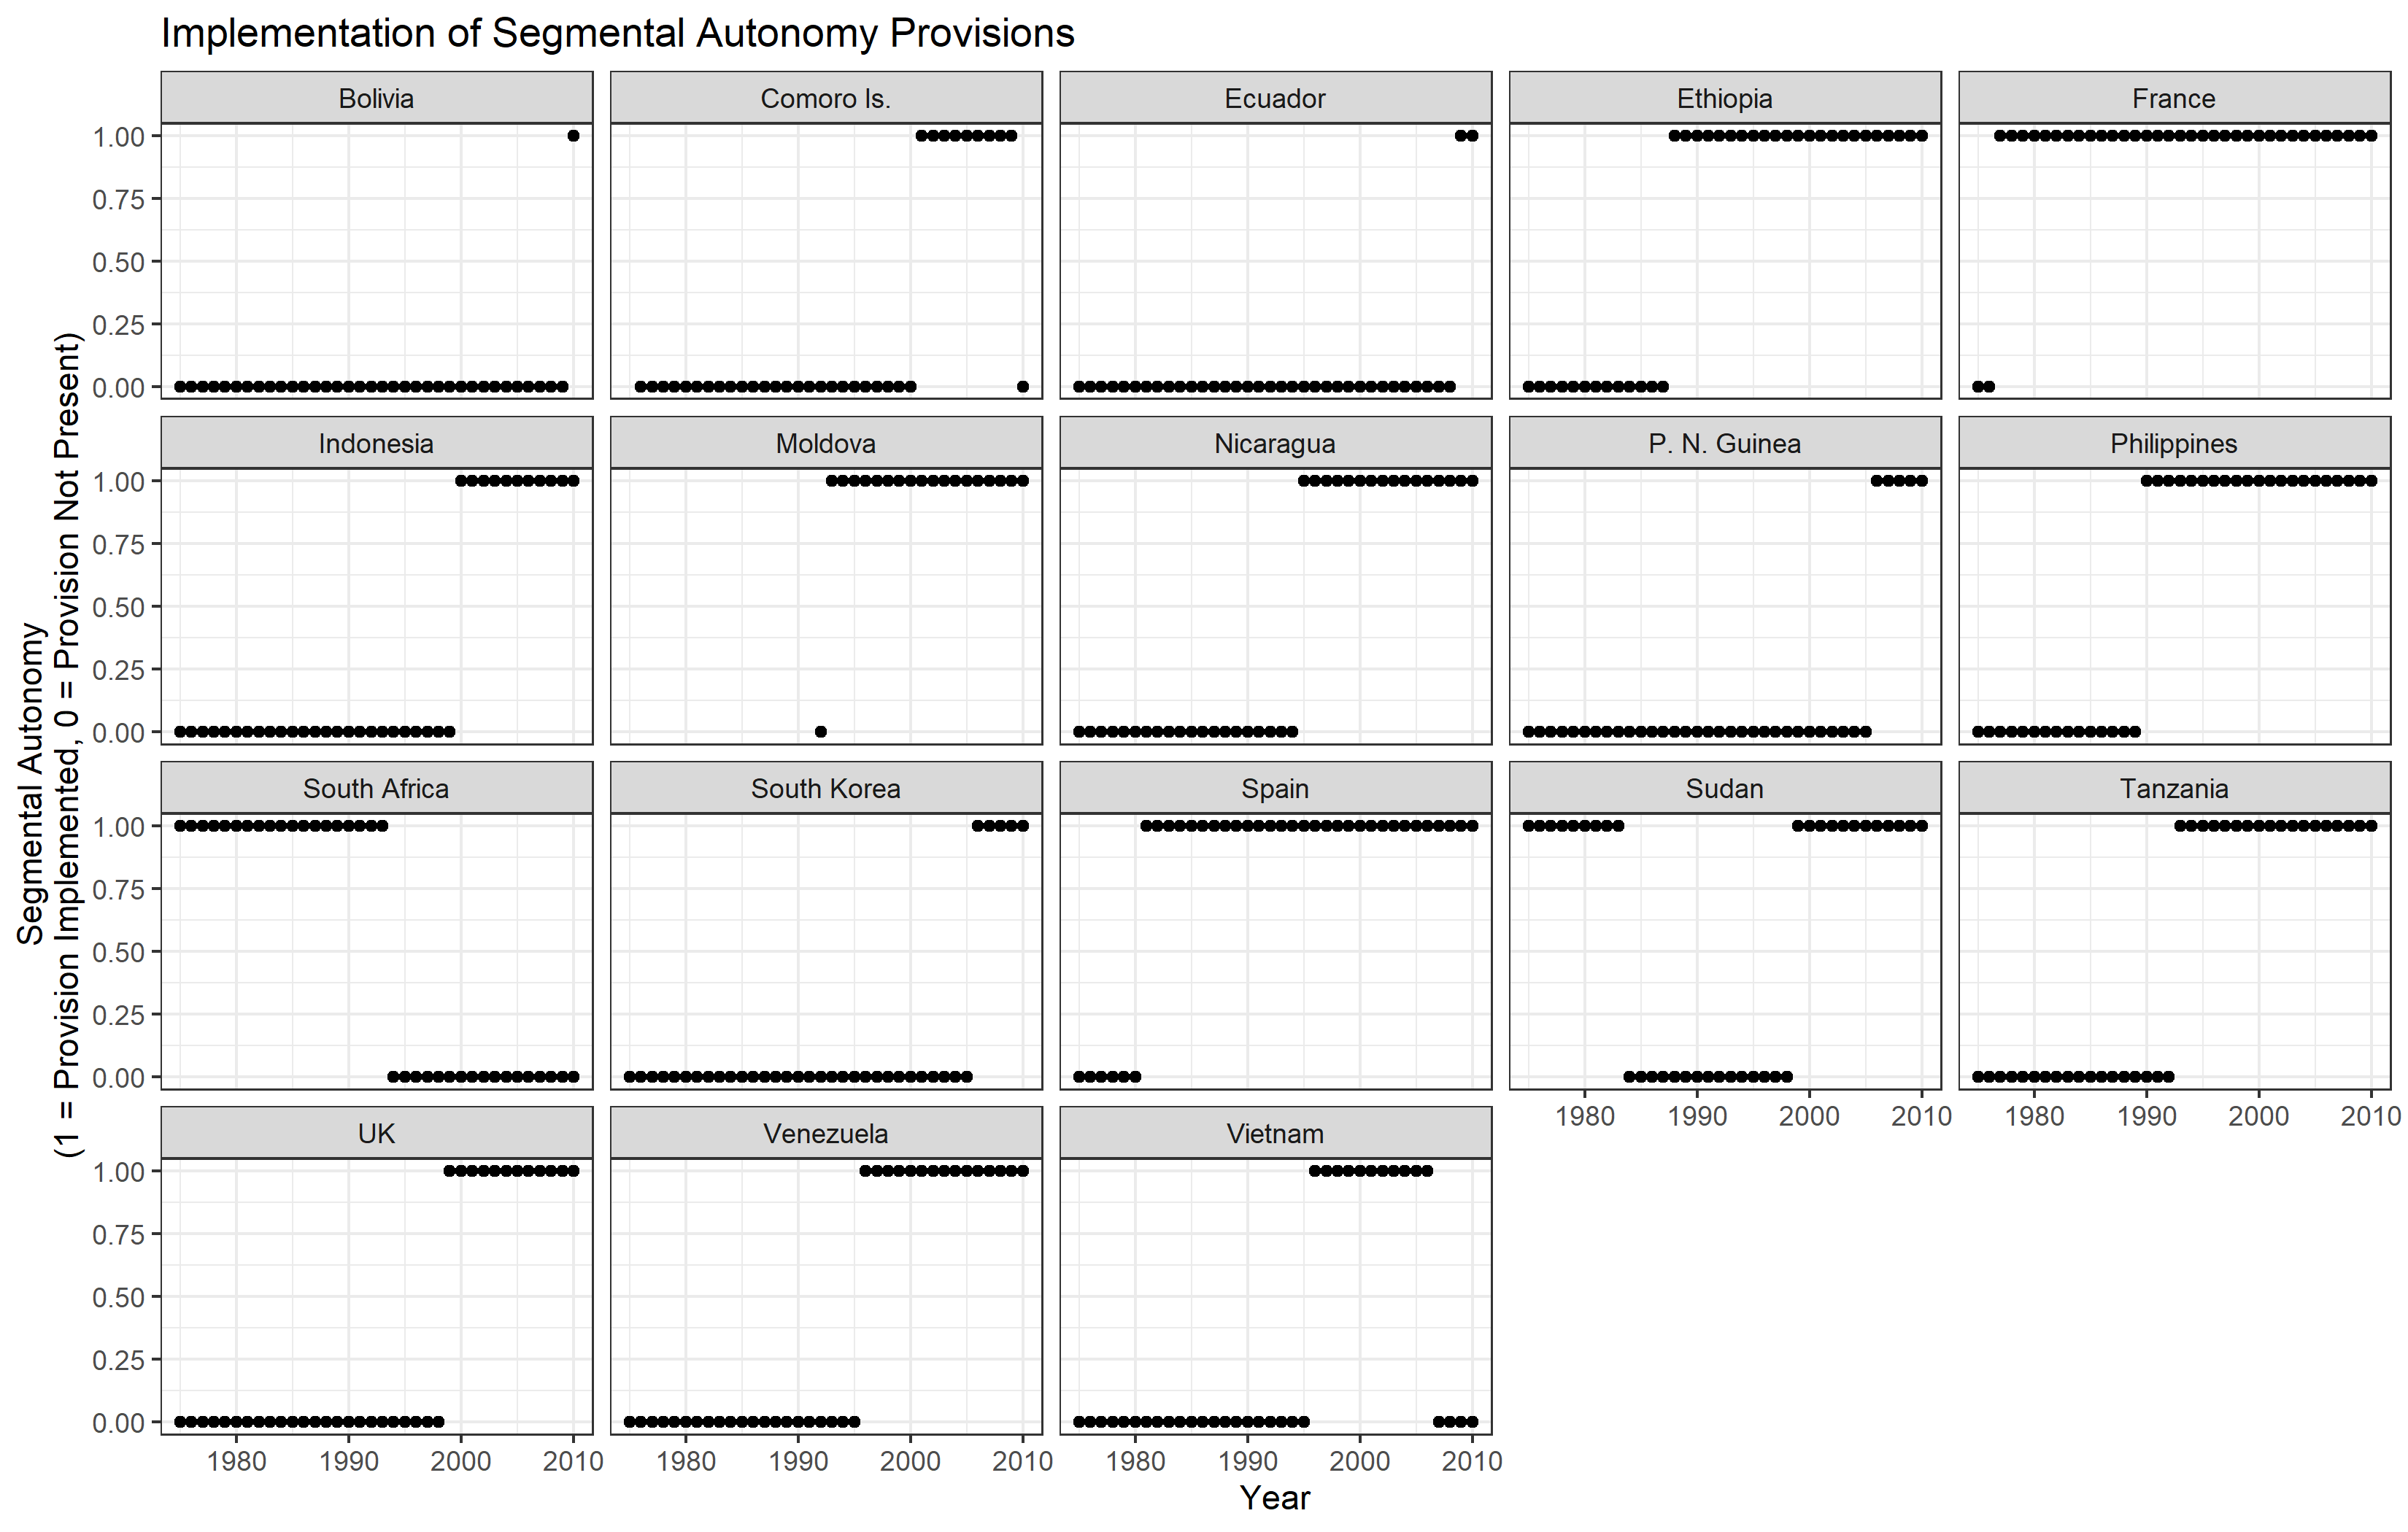 Implementation of Segmental Autonomy Provisions
Segmental Autonomy
(1 = Provision Implemented, 0 = Provision Not Present)
Bolivia
Comoro Is.
Ecuador
Ethiopia
France
1.00
0.75
0.50
0.25
0.00
Indonesia
Moldova
Nicaragua
P. N. Guinea
Philippines
1.00
0.75
0.50
0.25
0.00
South Africa
South Korea
Spain
Sudan
Tanzania
1.00
0.75
0.50
0.25
0.00
1980 1990 2000 2010
1980 1990 2000 2010
UK
Venezuela
Vietnam
1.00
0.75
0.50
0.25
0.00
1980 1990 2000 2010
1980 1990 2000 2010
1980 1990 2000 2010
Year